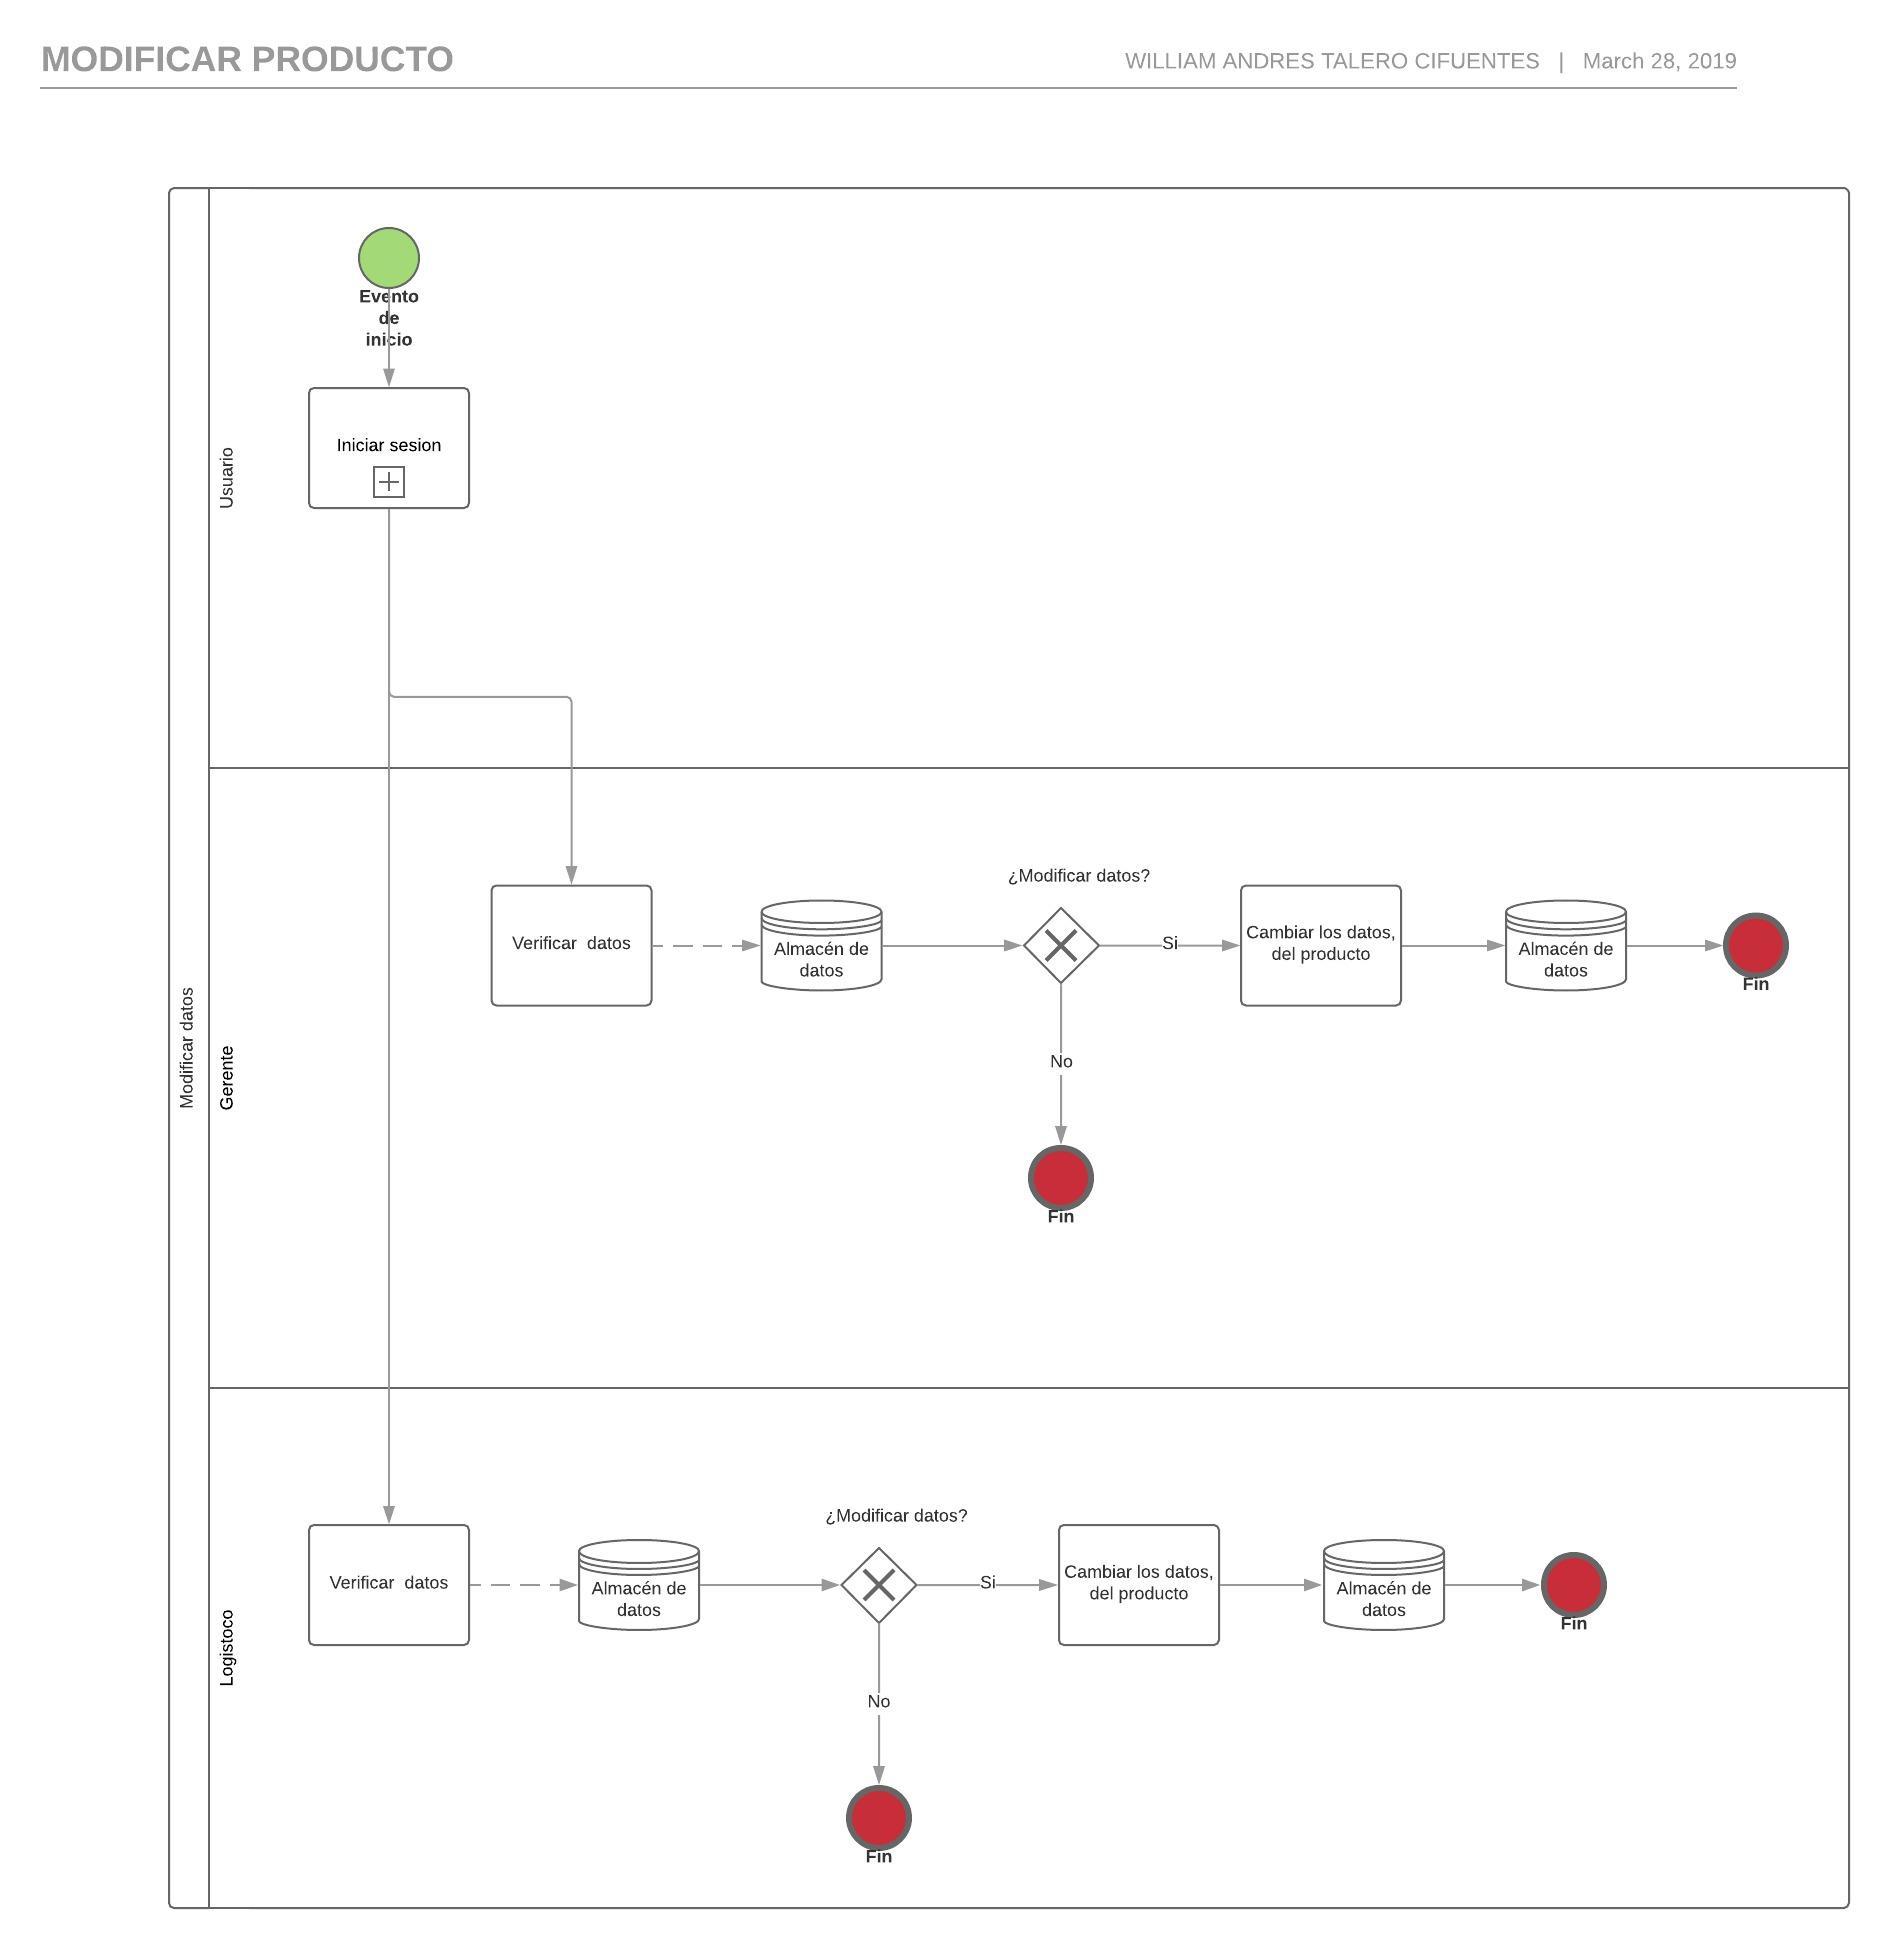 MODIFICAR PRODUCTO
WILLIAM ANDRES TALERO CIFUENTES | March 28, 2019
Modificar datos
Usuario
Evento
de
inicio
Iniciar sesion
Gerente
Verificar datos
Almacén de
datos
¿Modificar datos?
Si
Cambiar los datos,
del producto
Almacén de
datos
Fin
No
Fin
Logistoco
Verificar datos
Almacén de
datos
¿Modificar datos?
Si
Cambiar los datos,
del producto
Almacén de
datos
Fin
No
Fin